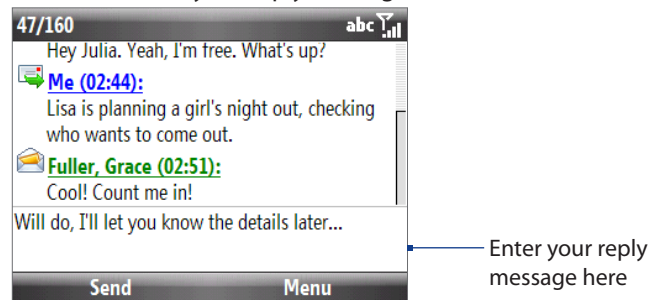 47/160 abc
Hey Julia. Yeah, I'm free. What's up?
Me (02:44):
Lisa is planning a girl's night out, checking
who wants to come out.
Fuller, Grace (02:51):
Cool! Count me in!
Will do, I'll let you know the details later...
Enter your reply
message here
Send Menu